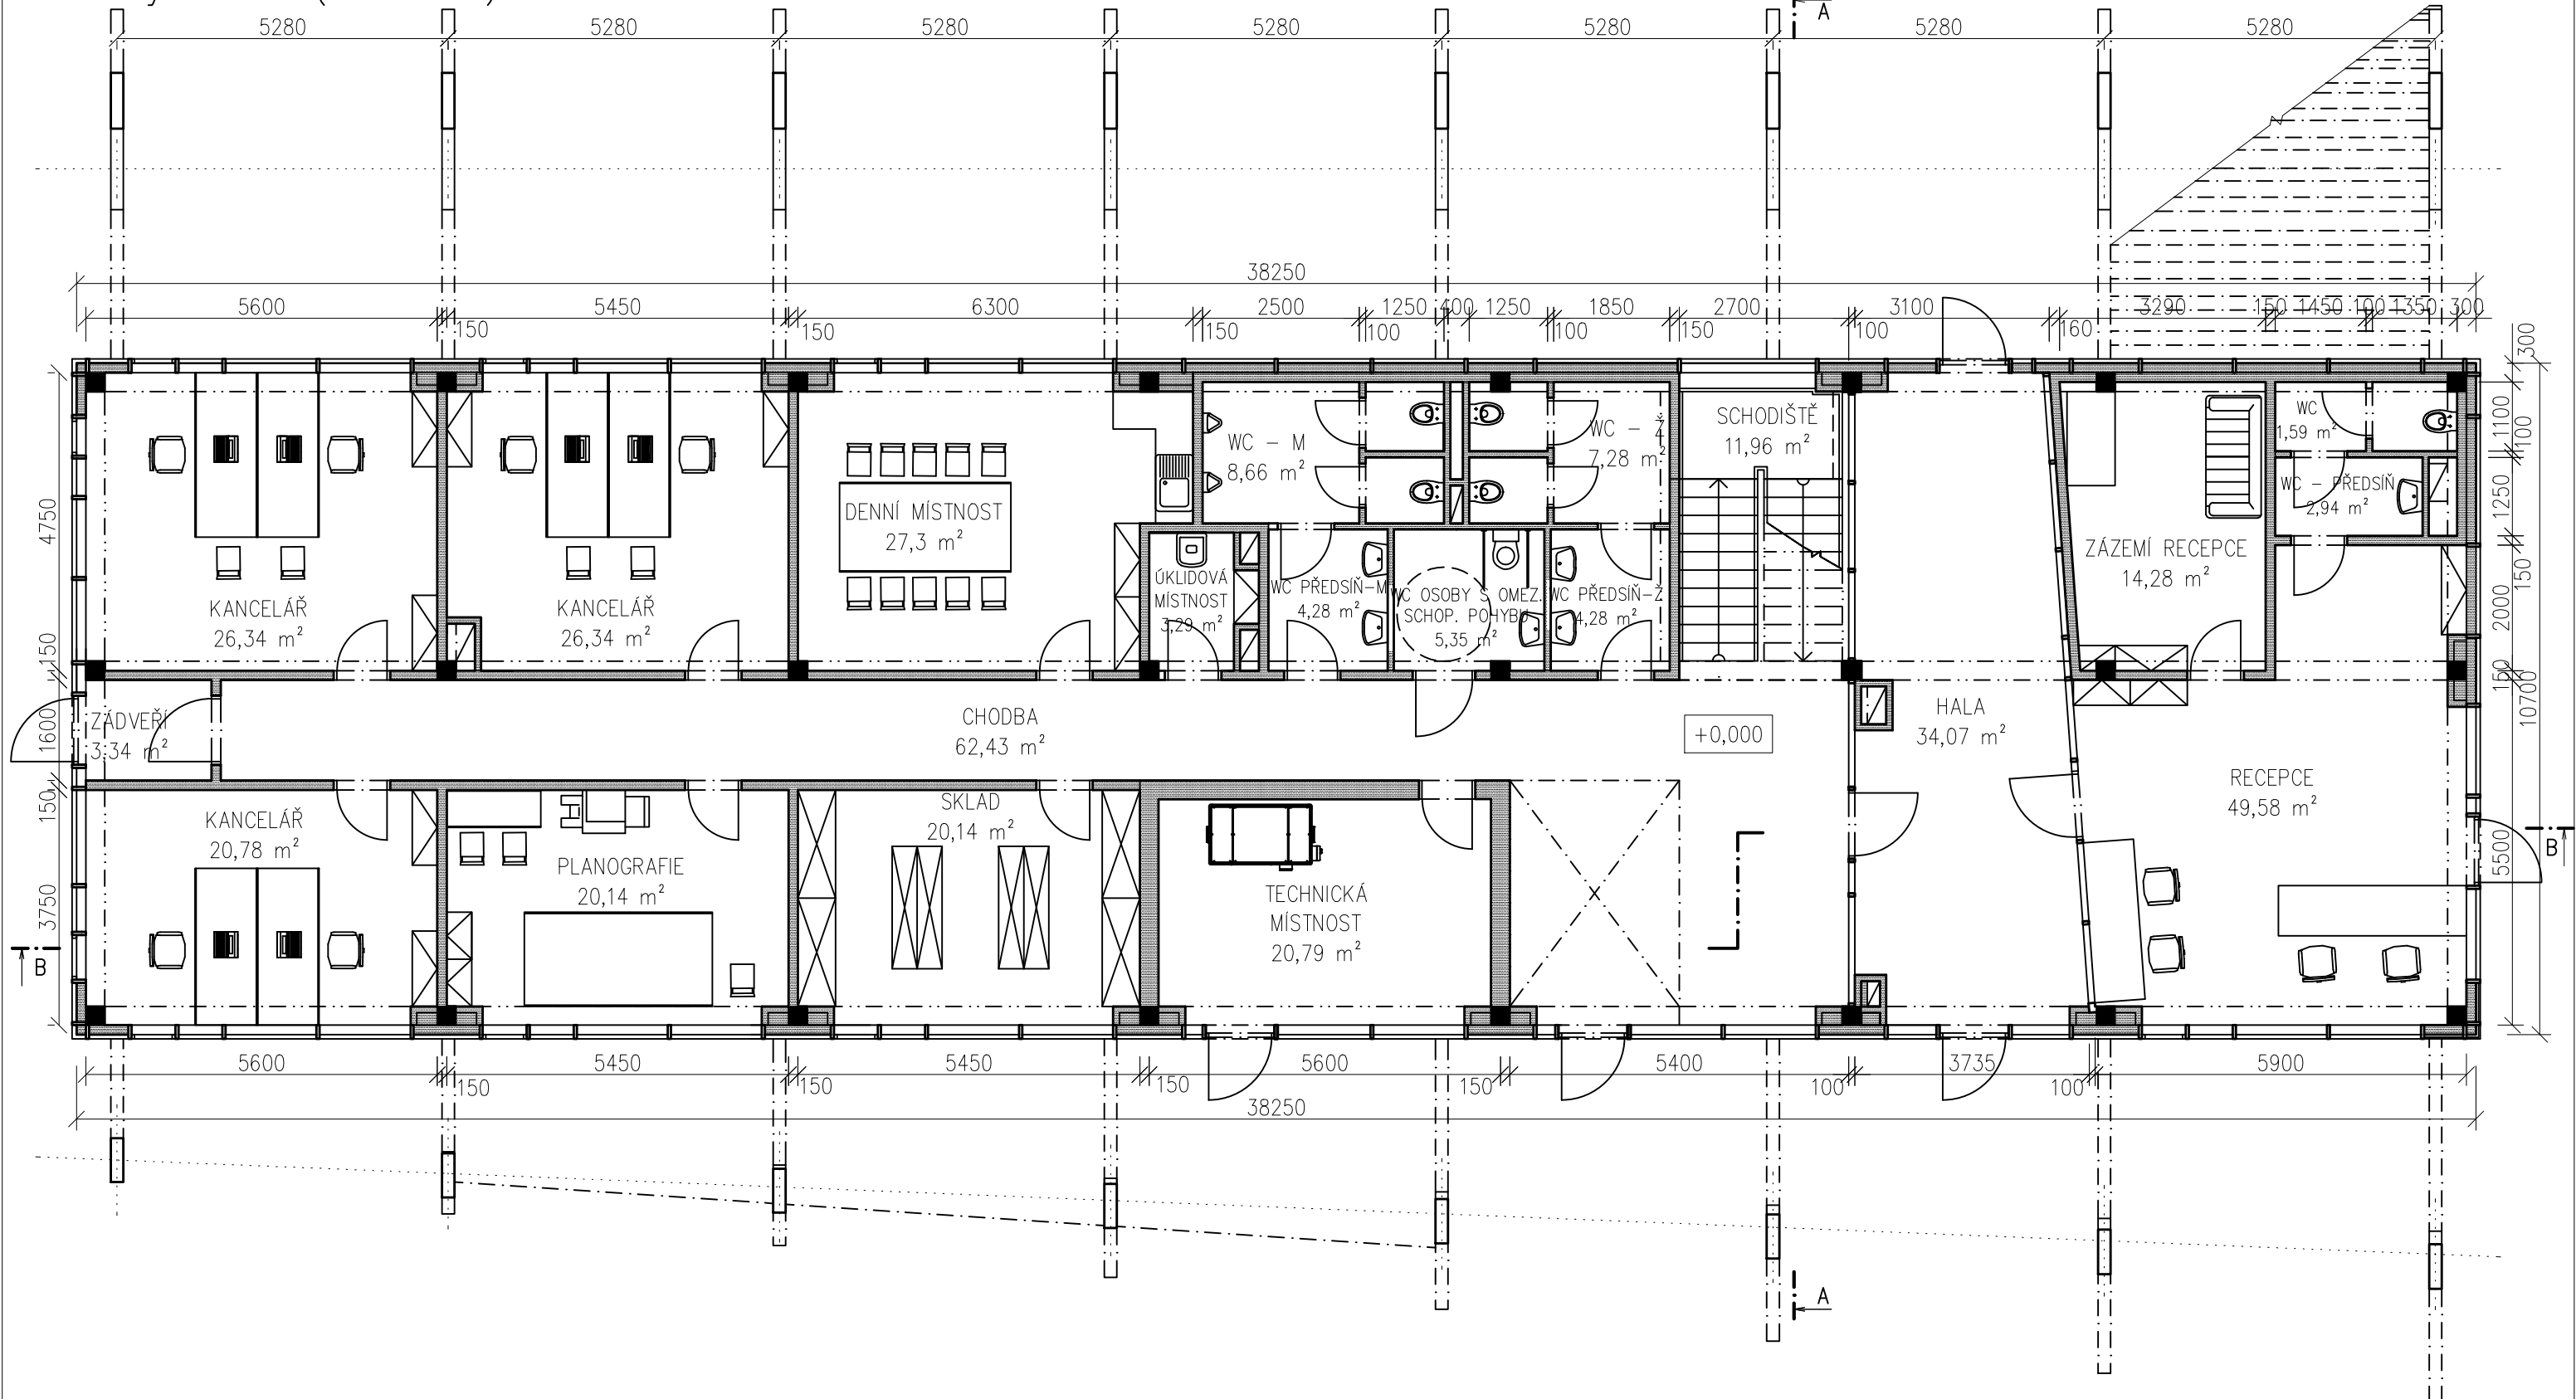 A
5280 5280 5280 5280 5280 5280 5280
38250
5600 5450 6300 2500 1250 400 1250 1850 2700 3100 3290 150 1450 100 1350 300
150 150 150 100 100 150 100 160
300
1100
100
1250
150
2000
150
10700
5500
4750
150
1600
150
3750
KANCELÁŘ
26,34 m²
KANCELÁŘ
26,34 m²
DENNÍ MÍSTNOST
27,3 m²
WC - M
8,66 m²
WC - Ž
7,28 m²
SCHODIŠTĚ
11,96 m²
WC
1,59 m²
WC - PŘEDSÍŇ
2,94 m²
ZÁZEMÍ RECEPCE
14,28 m²
ÚKLIDOVÁ
MÍSTNOST
3,29 m²
WC PŘEDSÍŇ-M
4,28 m²
WC OSOBY S OMEZ.
SCHOP. POHYBU
5,35 m²
WC PŘEDSÍŇ-Ž
4,28 m²
ZÁDVEŘÍ
3,34 m²
CHODBA
62,43 m²
+0,000
HALA
34,07 m²
RECEPCE
49,58 m²
KANCELÁŘ
20,78 m²
PLANOGRAFIE
20,14 m²
SKLAD
20,14 m²
TECHNICKÁ
MÍSTNOST
20,79 m²
B
B
5600 5450 5450 5600 5400 3735 5900
150 150 150 150 100 100
38250
A